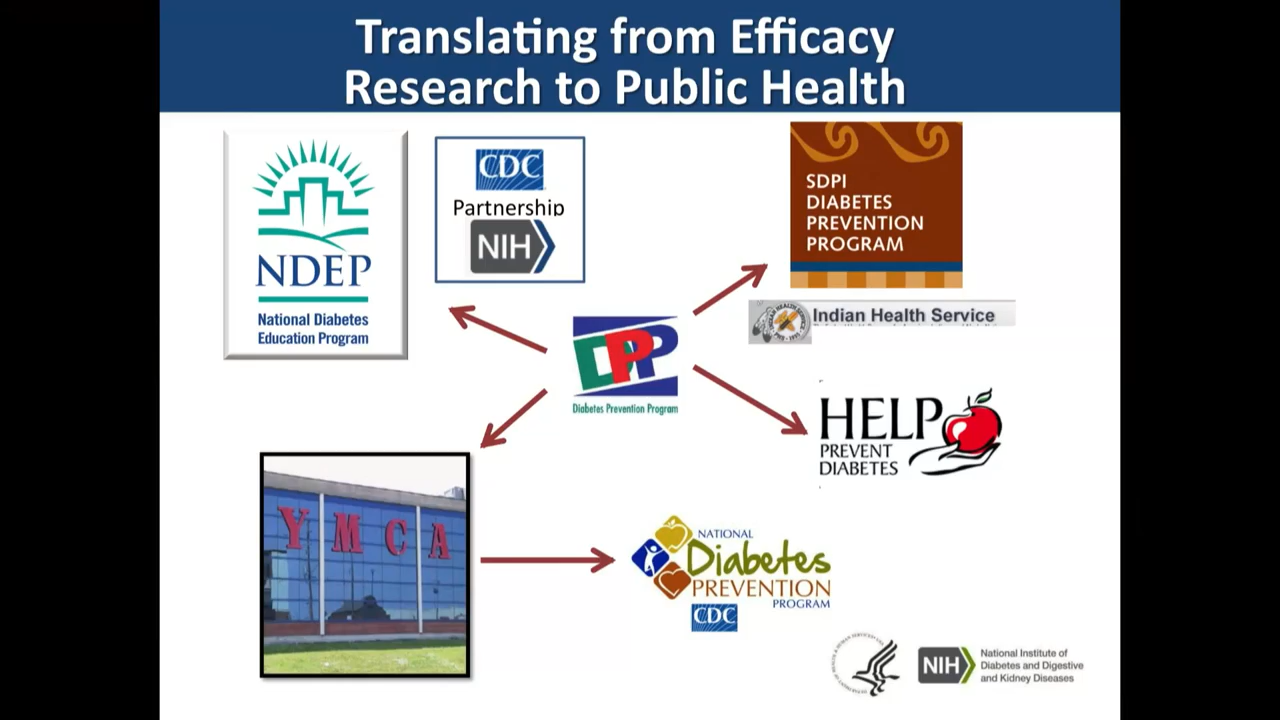 Translating from Efficacy
Research to Public Health
NDEP
National Diabetes
Education Program
CDC
Partnership
NIH
SDPI
DIABETES
PREVENTION
PROGRAM
Indian Health Service
DPP
Diabetes Prevention Program
HELP
PREVENT
DIABETES
YMCA
NATIONAL
Diabetes
PREVENTION
PROGRAM
CDC
NIH
National Institute of
Diabetes and Digestive
and Kidney Diseases